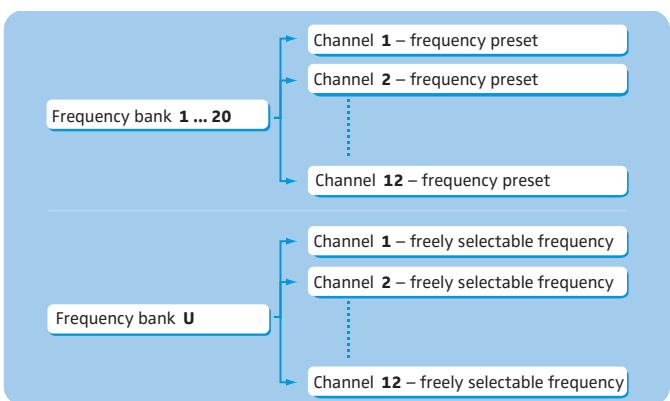 Channel 1 – frequency preset
Channel 2 – frequency preset
Frequency bank 1 ... 20
Channel 12 – frequency preset
Channel 1 – freely selectable frequency
Channel 2 – freely selectable frequency
Frequency bank U
Channel 12 – freely selectable frequency